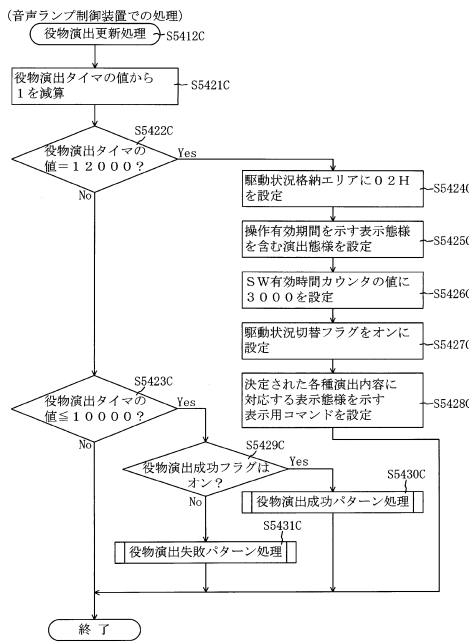 （音声ランプ制御装置での処理）
役物演出更新処理
S5412C
役物演出タイマの値から
１を減算
S5421C
S5422C
役物演出タイマの
値＝１２０００？
Yes
No
駆動状況格納エリアに０２Ｈ
を設定
S5424C
操作有効期間を示す表示態様
を含む演出態様を設定
S5425C
ＳＷ有効時間カウンタの値に
３０００を設定
S5426C
駆動状況切替フラグをオンに
設定
S5427C
決定された各種演出内容に
対応する表示態様を示す
表示用コマンドを設定
S5428C
S5423C
役物演出タイマの
値≦１００００？
Yes
No
S5429C
役物演出成功フラグは
オン？
Yes
No
S5430C
役物演出成功パターン処理
S5431C
役物演出失敗パターン処理
終了